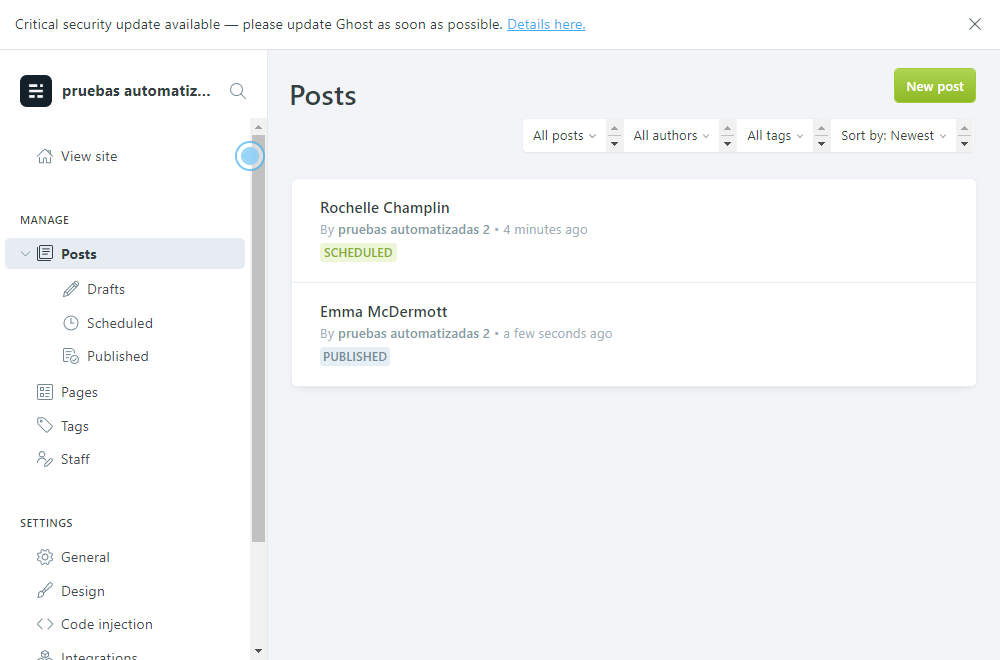 Critical security update available — please update Ghost as soon as possible. Details here.
pruebas automatiz...
View site
MANAGE
Posts
Drafts
Scheduled
Published
Pages
Tags
Staff
SETTINGS
General
Design
Code injection
Integrations
Posts
New post
All posts
All authors
All tags
Sort by: Newest
Rochelle Champlin
By pruebas automatizadas 2 • 4 minutes ago
SCHEDULED
Emma McDermott
By pruebas automatizadas 2 • a few seconds ago
PUBLISHED